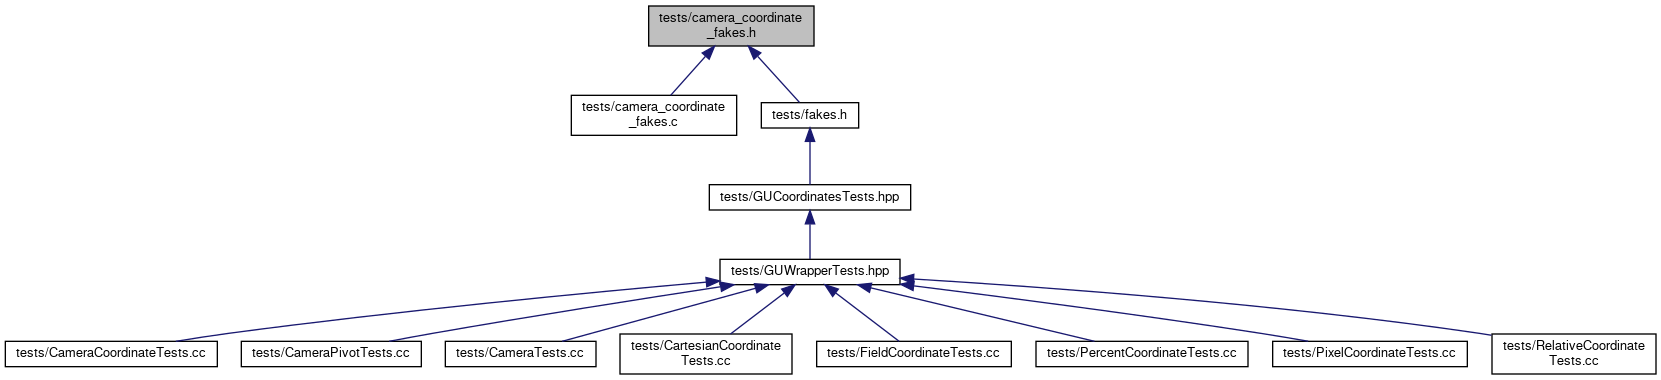 tests/camera_coordinate
_fakes.h
tests/camera_coordinate
_fakes.c
tests/fakes.h
tests/GUCoordinatesTests.hpp
tests/GUWrapperTests.hpp
tests/CameraCoordinateTests.cc
tests/CameraPivotTests.cc
tests/CameraTests.cc
tests/CartesianCoordinate
Tests.cc
tests/FieldCoordinateTests.cc
tests/PercentCoordinateTests.cc
tests/PixelCoordinateTests.cc
tests/RelativeCoordinate
Tests.cc